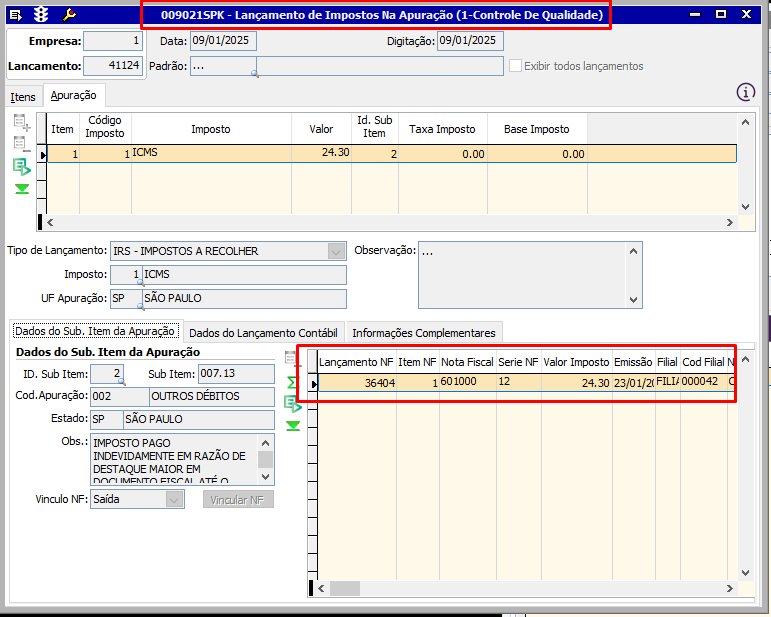 009021SPK - Lançamento de Impostos Na Apuração (1-Controle De Qualidade)
Empresa: 1 Data: 09/01/2025 Digitação: 09/01/2025
Lançamento: 41124 Padrão: ... Exibir todos lançamentos
Itens Apuração
Item Código Imposto Imposto Valor Id. Sub Item Taxa Imposto Base Imposto
1 1 ICMS 24.30 2 0.00 0.00
Tipo de Lançamento: IRS - IMPOSTOS A RECOLHER Observação: ...
Imposto: 1 ICMS
UF Apuração: SP SÃO PAULO
Dados do Sub. Item da Apuração Dados do Lançamento Contábil Informações Complementares
Dados do Sub. Item da Apuração
Lançamento NF Item NF Nota Fiscal Serie NF Valor Imposto Emissão Filial Cod Filial N
36404 1 601000 12 24.30 23/01/20 FILIA 000042 C
ID. Sub Item: 2 Sub Item: 007.13
Cod.Apuração: 002 OUTROS DÉBITOS
Estado: SP SÃO PAULO
Obs.: IMPOSTO PAGO
INDEVIDAMENTE EM RAZÃO DE
DESTAQUE MAIOR EM
DOCUMENTO FISCAL ATÉ O
Vinculo NF: Saída Vincular NF